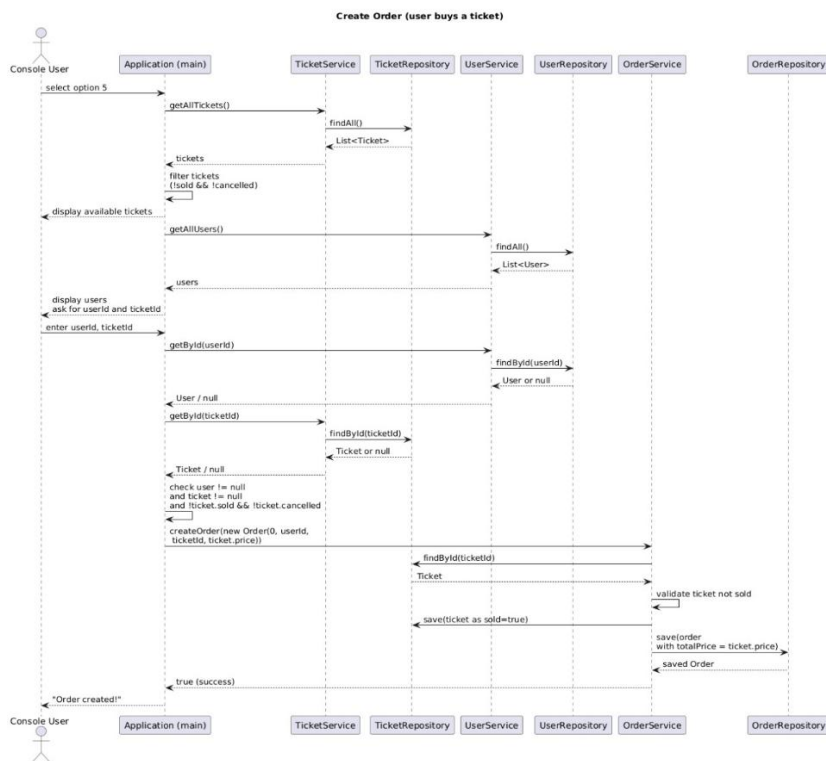 Create Order (user buys a ticket)
Console User
Application (main)
TicketService
TicketRepository
UserService
UserRepository
OrderService
OrderRepository
select option 5
getAllTickets()
findAll()
List<Ticket>
tickets
filter tickets
(!sold && !cancelled)
display available tickets
getAllUsers()
findAll()
List<User>
users
display users
ask for userId and ticketId
enter userId, ticketId
getById(userId)
findById(userId)
User or null
User / null
getById(ticketId)
findById(ticketId)
Ticket or null
Ticket / null
check user != null
and ticket != null
and !ticket.sold && !ticket.cancelled
createOrder(new Order(0, userId,
ticketId, ticket.price))
findById(ticketId)
Ticket
validate ticket not sold
save(ticket as sold=true)
save(order
with totalPrice = ticket.price)
saved Order
true (success)
"Order created!"
Console User
Application (main)
TicketService
TicketRepository
UserService
UserRepository
OrderService
OrderRepository